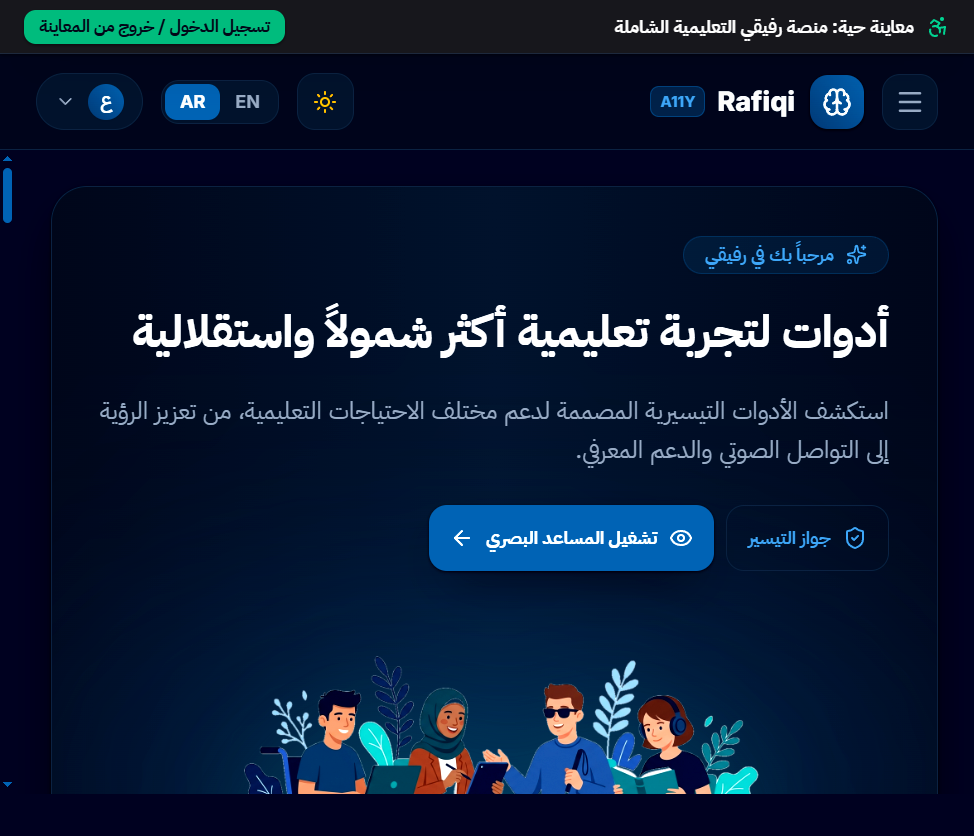 معاينة حية: منصة رفيقي التعليمية الشاملة
تسجيل الدخول / خروج من المعاينة
Rafiqi
A11Y
EN
AR
ع
مرحباً بك في رفيقي
أدوات لتجربة تعليمية أكثر شمولاً واستقلالية
استكشف الأدوات التيسيرية المصممة لدعم مختلف الاحتياجات التعليمية، من تعزيز الرؤية
إلى التواصل الصوتي والدعم المعرفي.
جواز التيسير
تشغيل المساعد البصري